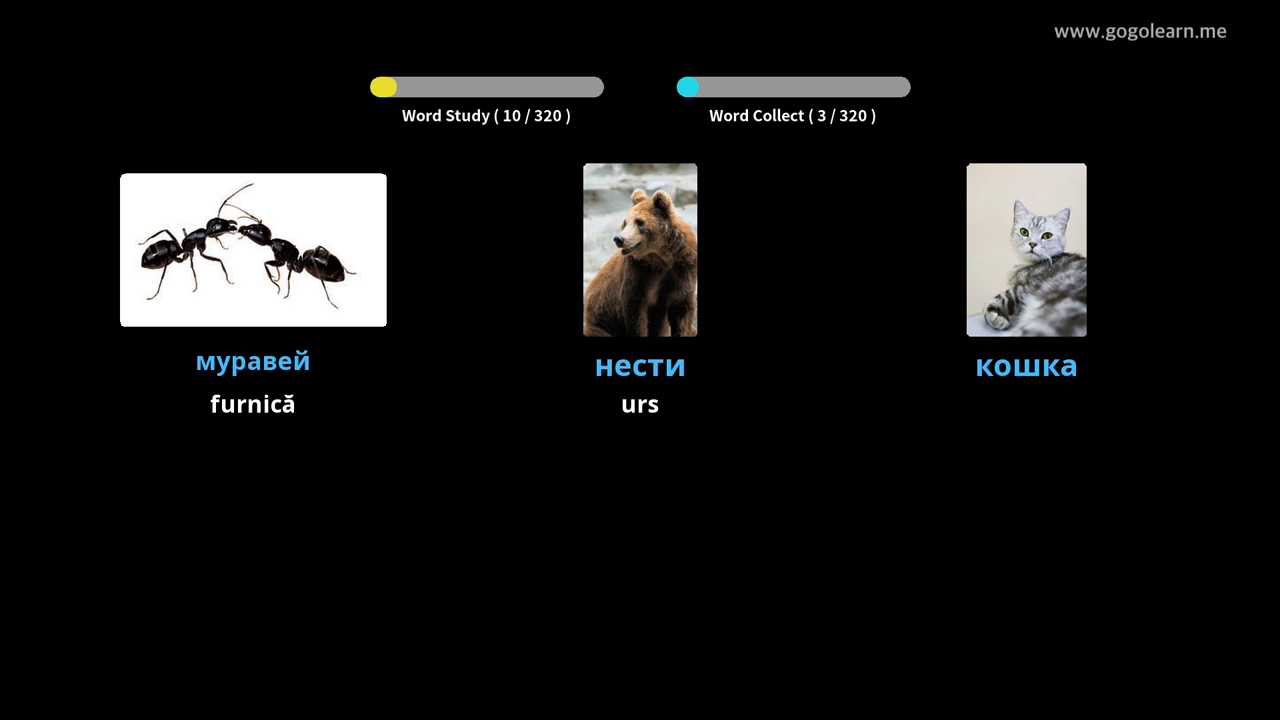 www.gogolearn.me
Word Study ( 10 / 320 )
Word Collect ( 3 / 320 )
муравей
нести
кошка
furnică
urs